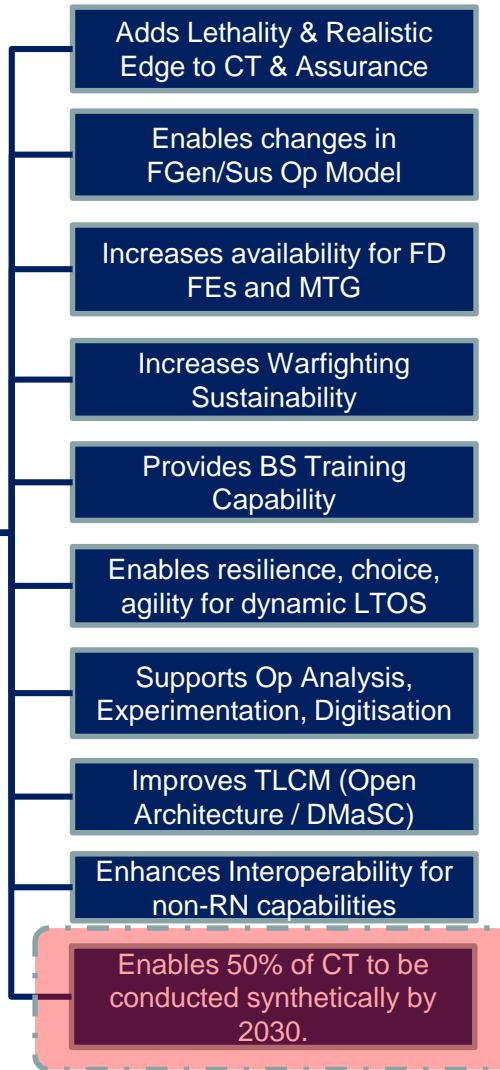 Adds Lethality & Realistic
Edge to CT & Assurance
Enables changes in
FGen/Sus Op Model
Increases availability for FD
FEs and MTG
Increases Warfighting
Sustainability
Provides BS Training
Capability
Enables resilience, choice,
agility for dynamic LTOS
Supports Op Analysis,
Experimentation, Digitisation
Improves TLCM (Open
Architecture / DMaSC)
Enhances Interoperability for
non-RN capabilities
Enables 50% of CT to be
conducted synthetically by
2030.